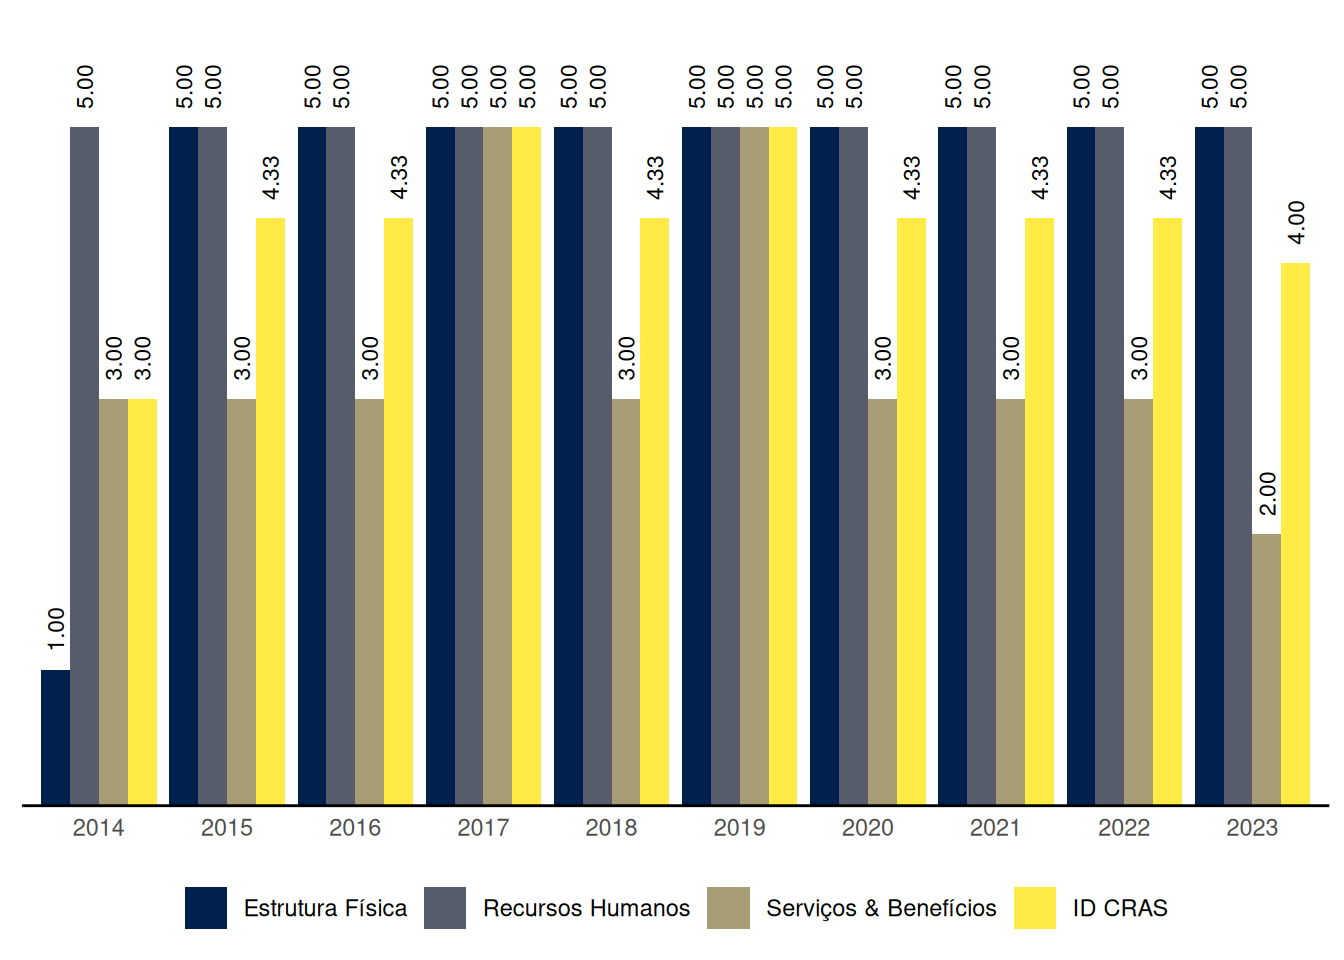 5.00 5.00 5.00 5.00 5.00 5.00 5.00 5.00 5.00 5.00 5.00 5.00 5.00 5.00 5.00 5.00 5.00 5.00 5.00 5.00 5.00 5.00 5.00
4.33 4.33 4.33 4.33 4.33 4.33
4.00
3.00 3.00 3.00 3.00 3.00 3.00 3.00 3.00
2.00
1.00
2014 2015 2016 2017 2018 2019 2020 2021 2022 2023
Estrutura Física Recursos Humanos Serviços & Benefícios ID CRAS